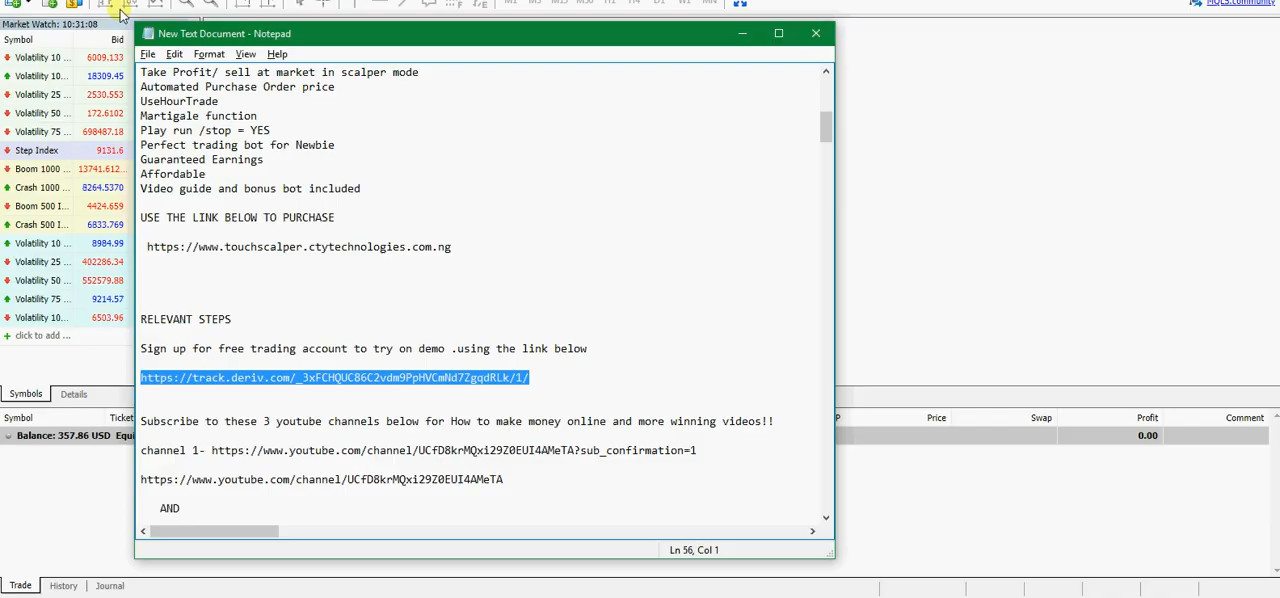 MQL5.community
Market Watch: 10:31:08
Symbol Bid
Volatility 10 ... 6009.133
Volatility 10... 18309.45
Volatility 25 ... 2530.553
Volatility 50 ... 172.6102
Volatility 75 ... 698487.18
Step Index 9131.6
Boom 1000 ... 13741.612...
Crash 1000 ... 8264.5370
Boom 500 I... 4424.659
Crash 500 I... 6833.769
Volatility 10 ... 8984.99
Volatility 25 ... 402286.34
Volatility 50 ... 552579.88
Volatility 75 ... 9214.57
Volatility 10... 6503.96
click to add ...
Symbols Details
New Text Document - Notepad
File Edit Format View Help
Take Profit/ sell at market in scalper mode
Automated Purchase Order price
UseHourTrade
Martigale function
Play run /stop = YES
Perfect trading bot for Newbie
Guaranteed Earnings
Affordable
Video guide and bonus bot included
USE THE LINK BELOW TO PURCHASE
https://www.touchscalper.ctytechnologies.com.ng
RELEVANT STEPS
Sign up for free trading account to try on demo .using the link below
https://track.deriv.com/_3xFCHQUC86C2vdm9PpHVCmNd7ZgqdRLk/1/
Subscribe to these 3 youtube channels below for How to make money online and more winning videos!!
channel 1- https://www.youtube.com/channel/UCfD8krMQxi29Z0EUI4AMeTA?sub_confirmation=1
https://www.youtube.com/channel/UCfD8krMQxi29Z0EUI4AMeTA
AND
Ln 56, Col 1
Symbol Ticket P Price Swap Profit Comment
Balance: 357.86 USD Equi 0.00
Trade History Journal